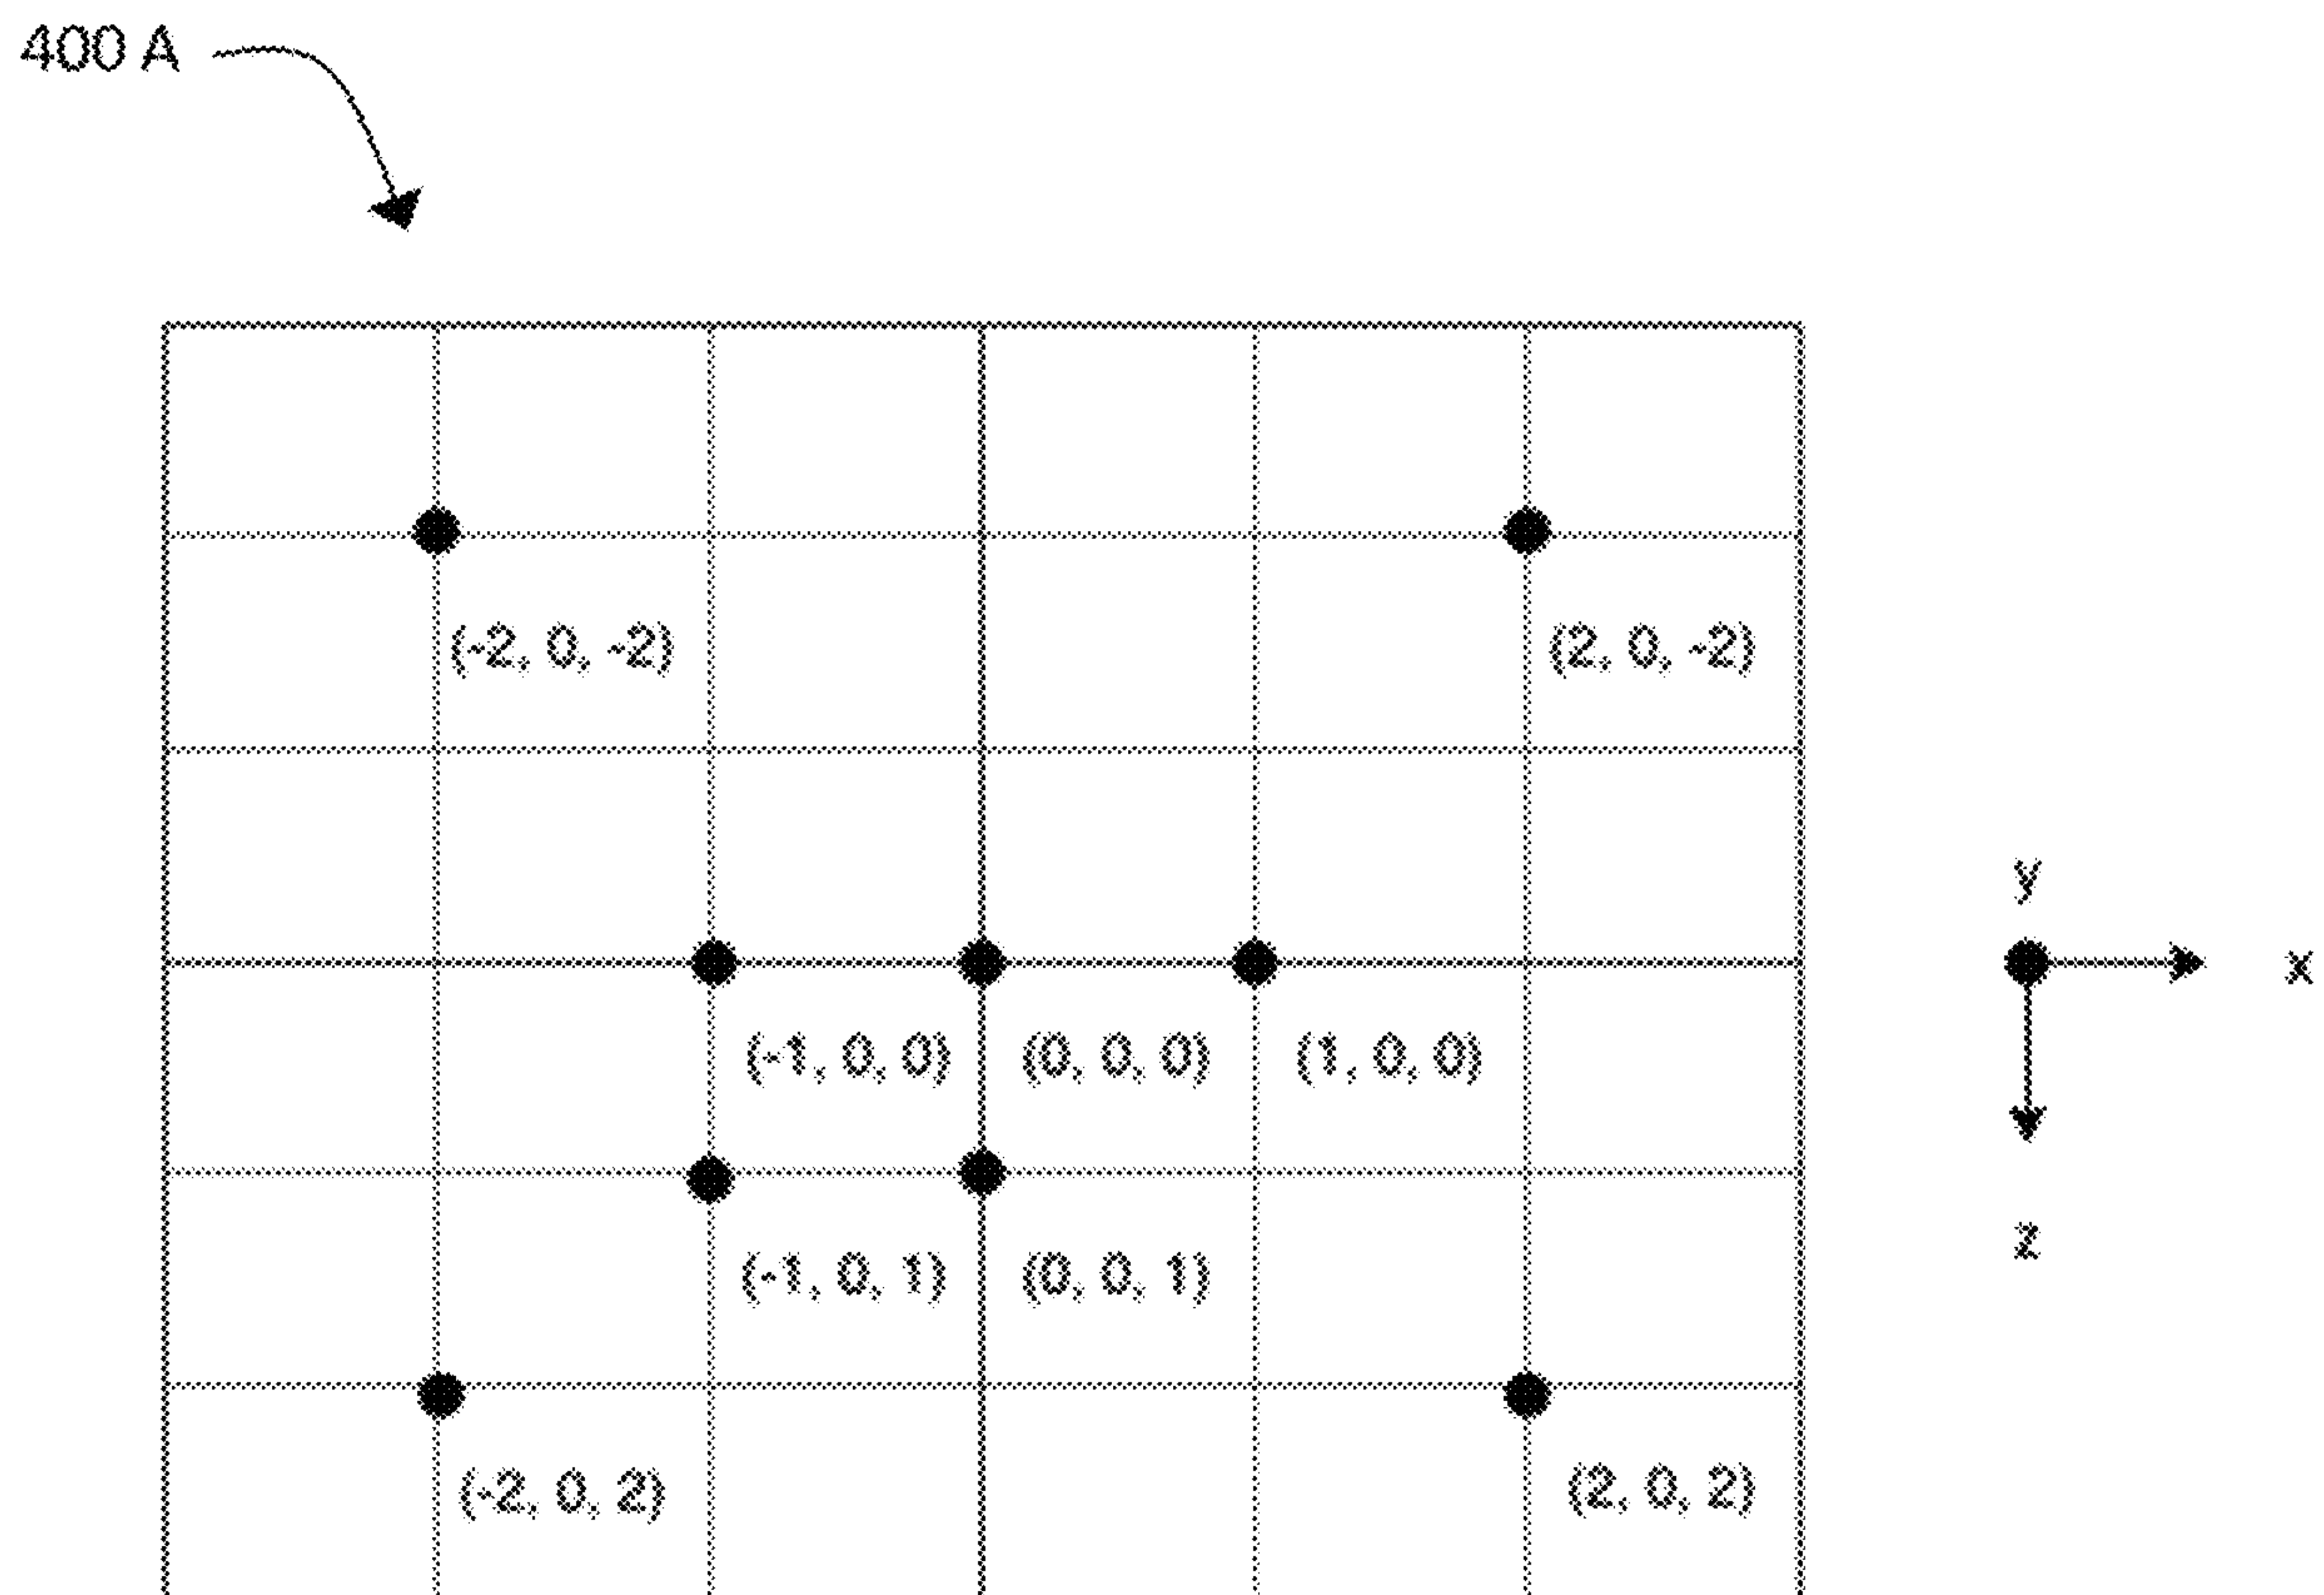 400 A
(-2, 0, -2)
(2, 0, -2)
y
x
(-1, 0, 0)
(0, 0, 0)
(1, 0, 0)
z
(-1, 0, 1)
(0, 0, 1)
(-2, 0, 2)
(2, 0, 2)